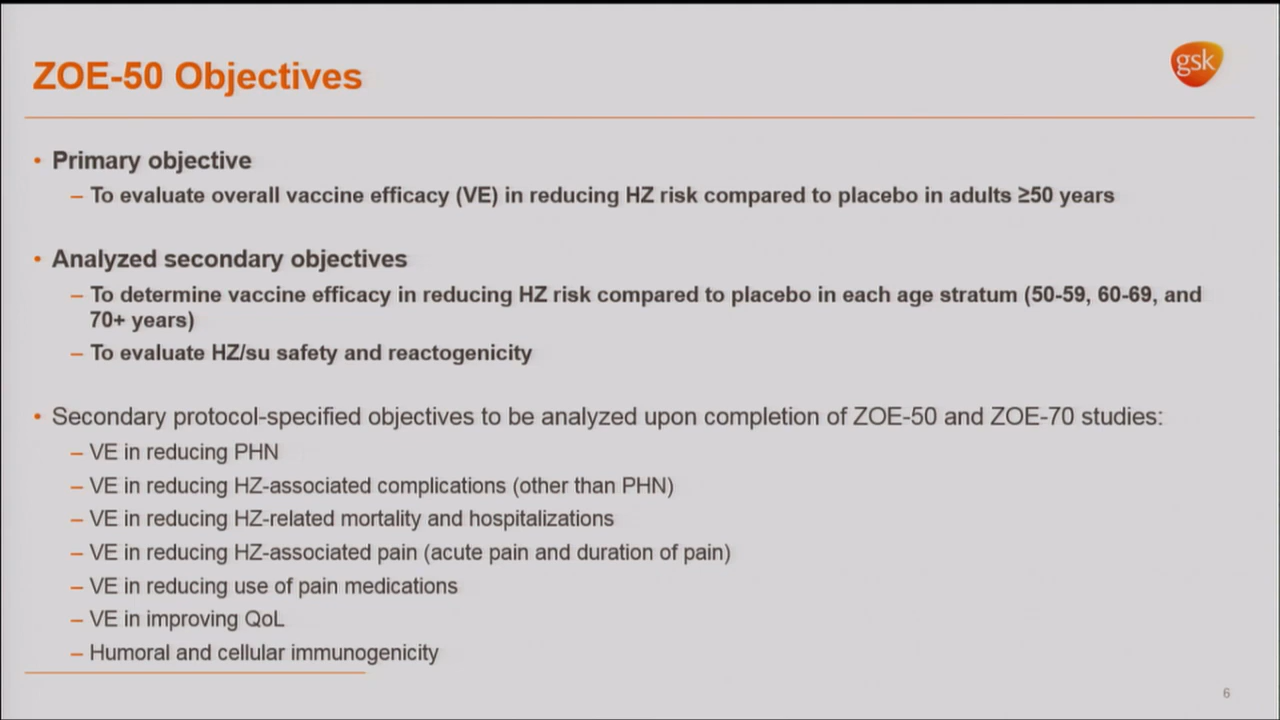 ZOE-50 Objectives
gsk
• Primary objective
– To evaluate overall vaccine efficacy (VE) in reducing HZ risk compared to placebo in adults ≥50 years
• Analyzed secondary objectives
– To determine vaccine efficacy in reducing HZ risk compared to placebo in each age stratum (50-59, 60-69, and
70+ years)
– To evaluate HZ/su safety and reactogenicity
• Secondary protocol-specified objectives to be analyzed upon completion of ZOE-50 and ZOE-70 studies:
– VE in reducing PHN
– VE in reducing HZ-associated complications (other than PHN)
– VE in reducing HZ-related mortality and hospitalizations
– VE in reducing HZ-associated pain (acute pain and duration of pain)
– VE in reducing use of pain medications
– VE in improving QoL
– Humoral and cellular immunogenicity
6